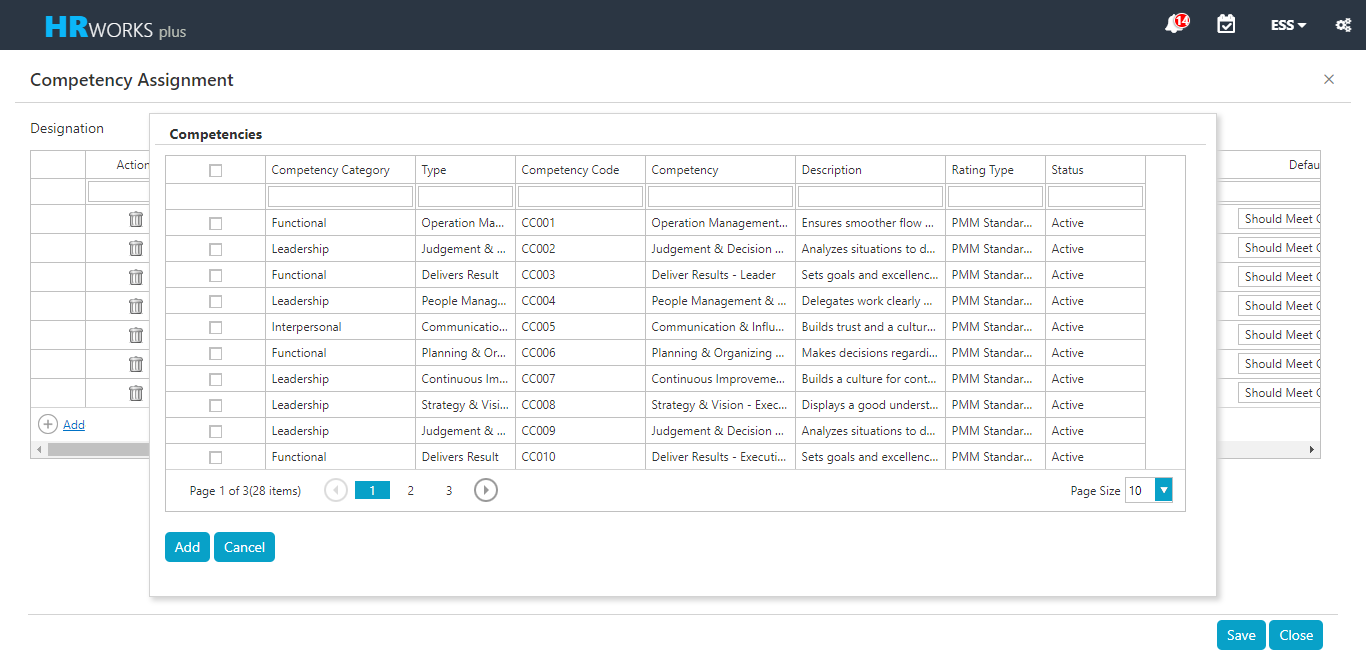 HRWORKS plus 14 ESS
Competency Assignment
Designation
Competencies
Action Defau
Competency Category Type Competency Code Competency Description Rating Type Status
Functional Operation Ma... CC001 Operation Management... Ensures smoother flow ... PMM Standar... Active Should Meet
Leadership Judgement & ... CC002 Judgement & Decision ... Analyzes situations to d... PMM Standar... Active Should Meet
Functional Delivers Result CC003 Deliver Results - Leader Sets goals and excellenc... PMM Standar... Active Should Meet
Leadership People Manag... CC004 People Management & ... Delegates work clearly ... PMM Standar... Active Should Meet
Interpersonal Communicatio... CC005 Communication & Influ... Builds trust and a cultur... PMM Standar... Active Should Meet
Functional Planning & Or... CC006 Planning & Organizing ... Makes decisions regardi... PMM Standar... Active Should Meet
Leadership Continuous Im... CC007 Continuous Improveme... Builds a culture for cont... PMM Standar... Active Should Meet
Leadership Strategy & Visi... CC008 Strategy & Vision - Exec... Displays a good underst... PMM Standar... Active
Leadership Judgement & ... CC009 Judgement & Decision ... Analyzes situations to d... PMM Standar... Active
Functional Delivers Result CC010 Deliver Results - Executi... Sets goals and excellenc... PMM Standar... Active
Add
Page 1 of 3(28 items) 1 2 3 Page Size 10
Add Cancel
Save Close